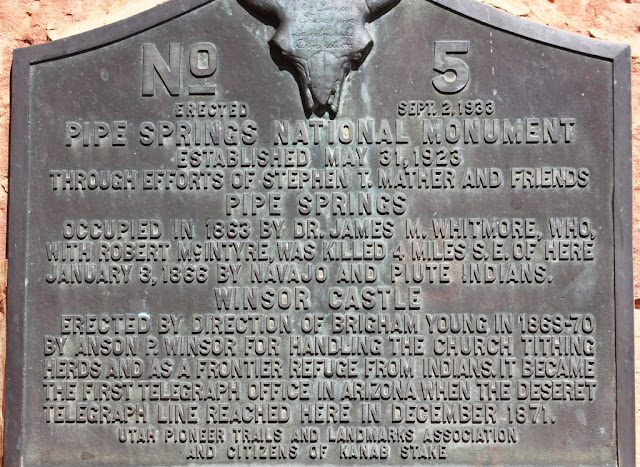 Nº 5
ERECTED SEPT. 2, 1933
PIPE SPRINGS NATIONAL MONUMENT
ESTABLISHED MAY 31, 1923
THROUGH EFFORTS OF STEPHEN T. MATHER AND FRIENDS
PIPE SPRINGS
OCCUPIED IN 1863 BY DR. JAMES M. WHITMORE, WHO,
WITH ROBERT McINTYRE, WAS KILLED 4 MILES S.E. OF HERE
JANUARY 8, 1866 BY NAVAJO AND PIUTE INDIANS.
WINSOR CASTLE
ERECTED BY DIRECTION OF BRIGHAM YOUNG IN 1869-70
BY ANSON P. WINSOR FOR HANDLING THE CHURCH TITHING
HERDS AND AS A FRONTIER REFUGE FROM INDIANS. IT BECAME
THE FIRST TELEGRAPH OFFICE IN ARIZONA WHEN THE DESERET
TELEGRAPH LINE REACHED HERE IN DECEMBER 1871.
UTAH PIONEER TRAILS AND LANDMARKS ASSOCIATION
AND CITIZENS OF KANAB STAKE